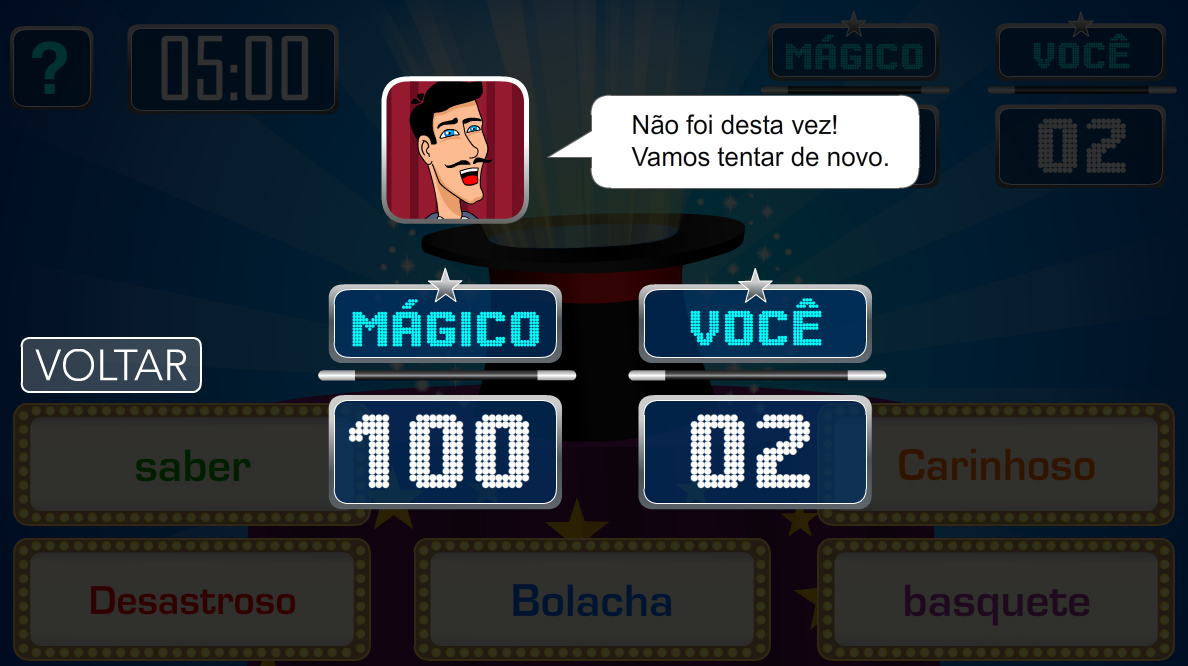 ?
05:00
MÁGICO
VOCÊ
02
Não foi desta vez!
Vamos tentar de novo.
MÁGICO
VOCÊ
VOLTAR
100
02
saber
Carinhoso
Desastroso
Bolacha
basquete